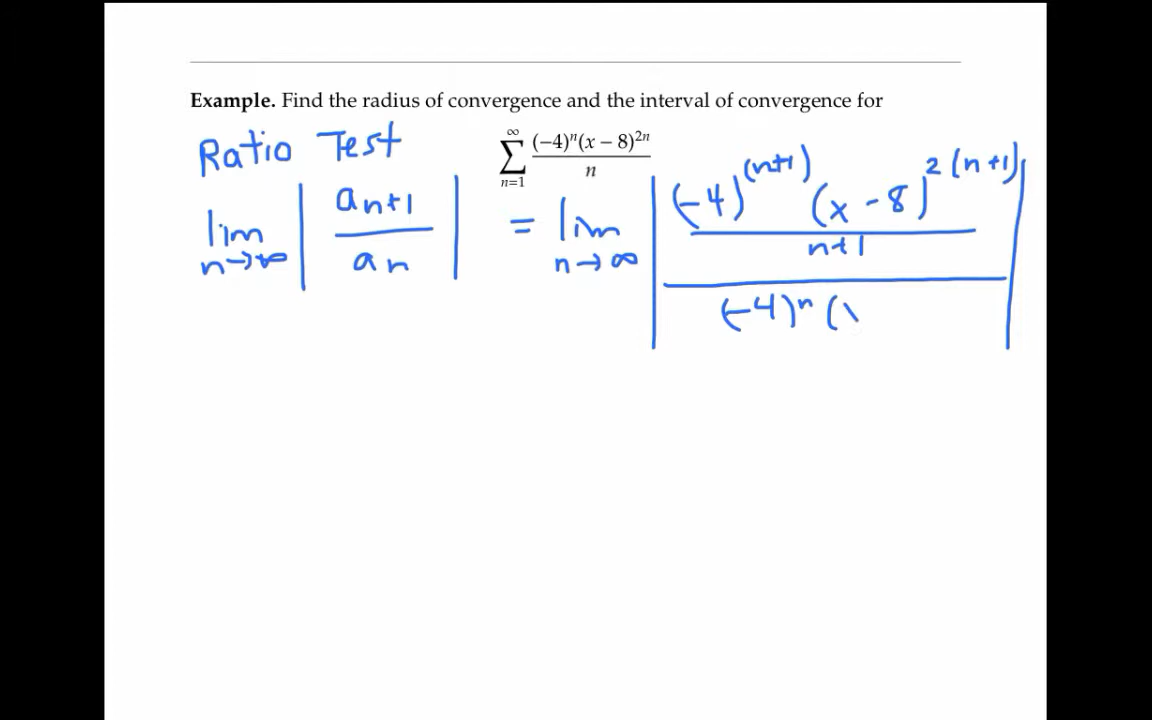 Example. Find the radius of convergence and the interval of convergence for
∞
∑ (−4)ⁿ(x − 8)²ⁿ / n
n=1
Ratio Test
lim n→∞ | aₙ₊₁ / aₙ | = lim n→∞ | (-4)^(n+1) (x-8)^2(n+1) / n+1 / (-4)ⁿ (